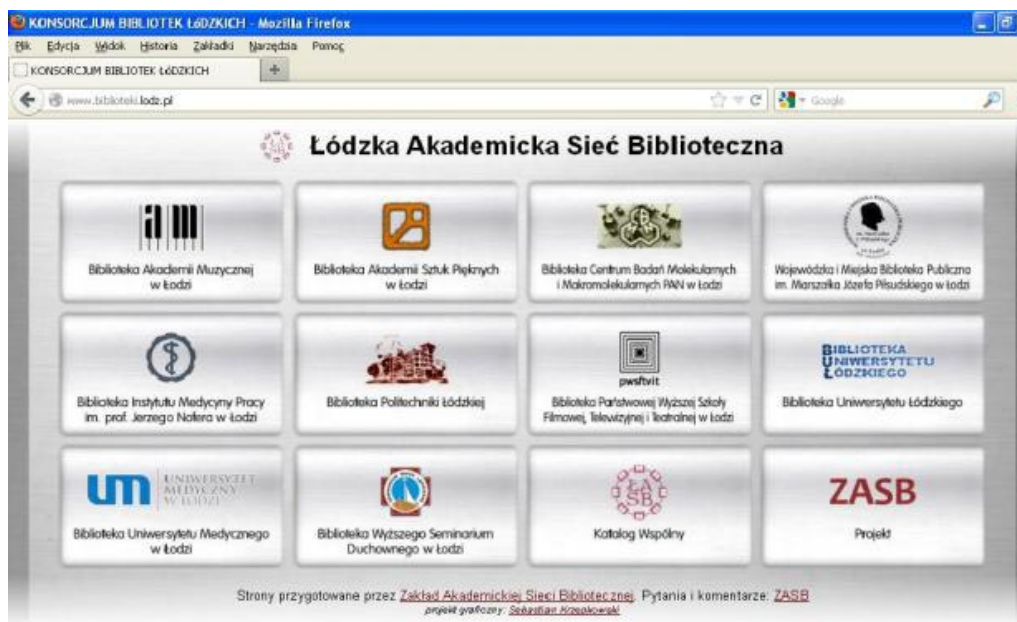 KONSORCJUM BIBLIOTEK ŁÓDZKICH - Mozilla Firefox
Plik Edycja Widok Historia Zakładki Narzędzia Pomoc
KONSORCJUM BIBLIOTEK ŁÓDZKICH +
www.biblioteki.lodz.pl Google
Łódzka Akademicka Sieć Biblioteczna
am
Biblioteka Akademii Muzycznej
w Łodzi
Biblioteka Akademii Sztuk Pięknych
w Łodzi
Biblioteka Centrum Badań Molekularnych
i Makromolekularnych PAN w Łodzi
Wojewódzka i Miejska Biblioteka Publiczna
im. Marszałka Józefa Piłsudskiego w Łodzi
Biblioteka Instytutu Medycyny Pracy
im. prof. Jerzego Nofera w Łodzi
Biblioteka Politechniki Łódzkiej
pwsftvit
Biblioteka Państwowej Wyższej Szkoły
Filmowej, Telewizyjnej i Teatralnej w Łodzi
BIBLIOTEKA
UNIWERSYTETU
ŁÓDZKIEGO
Biblioteka Uniwersytetu Łódzkiego
um UNIWERSYTET
MEDYCZNY
W ŁODZI
Biblioteka Uniwersytetu Medycznego
w Łodzi
Biblioteka Wyższego Seminarium
Duchownego w Łodzi
ŁA
SB
Katalog Wspólny
ZASB
Projekt
Strony przygotowane przez Zakład Akademickiej Sieci Bibliotecznej. Pytania i komentarze: ZASB
projekt graficzny: Sebastian Krzepkowski